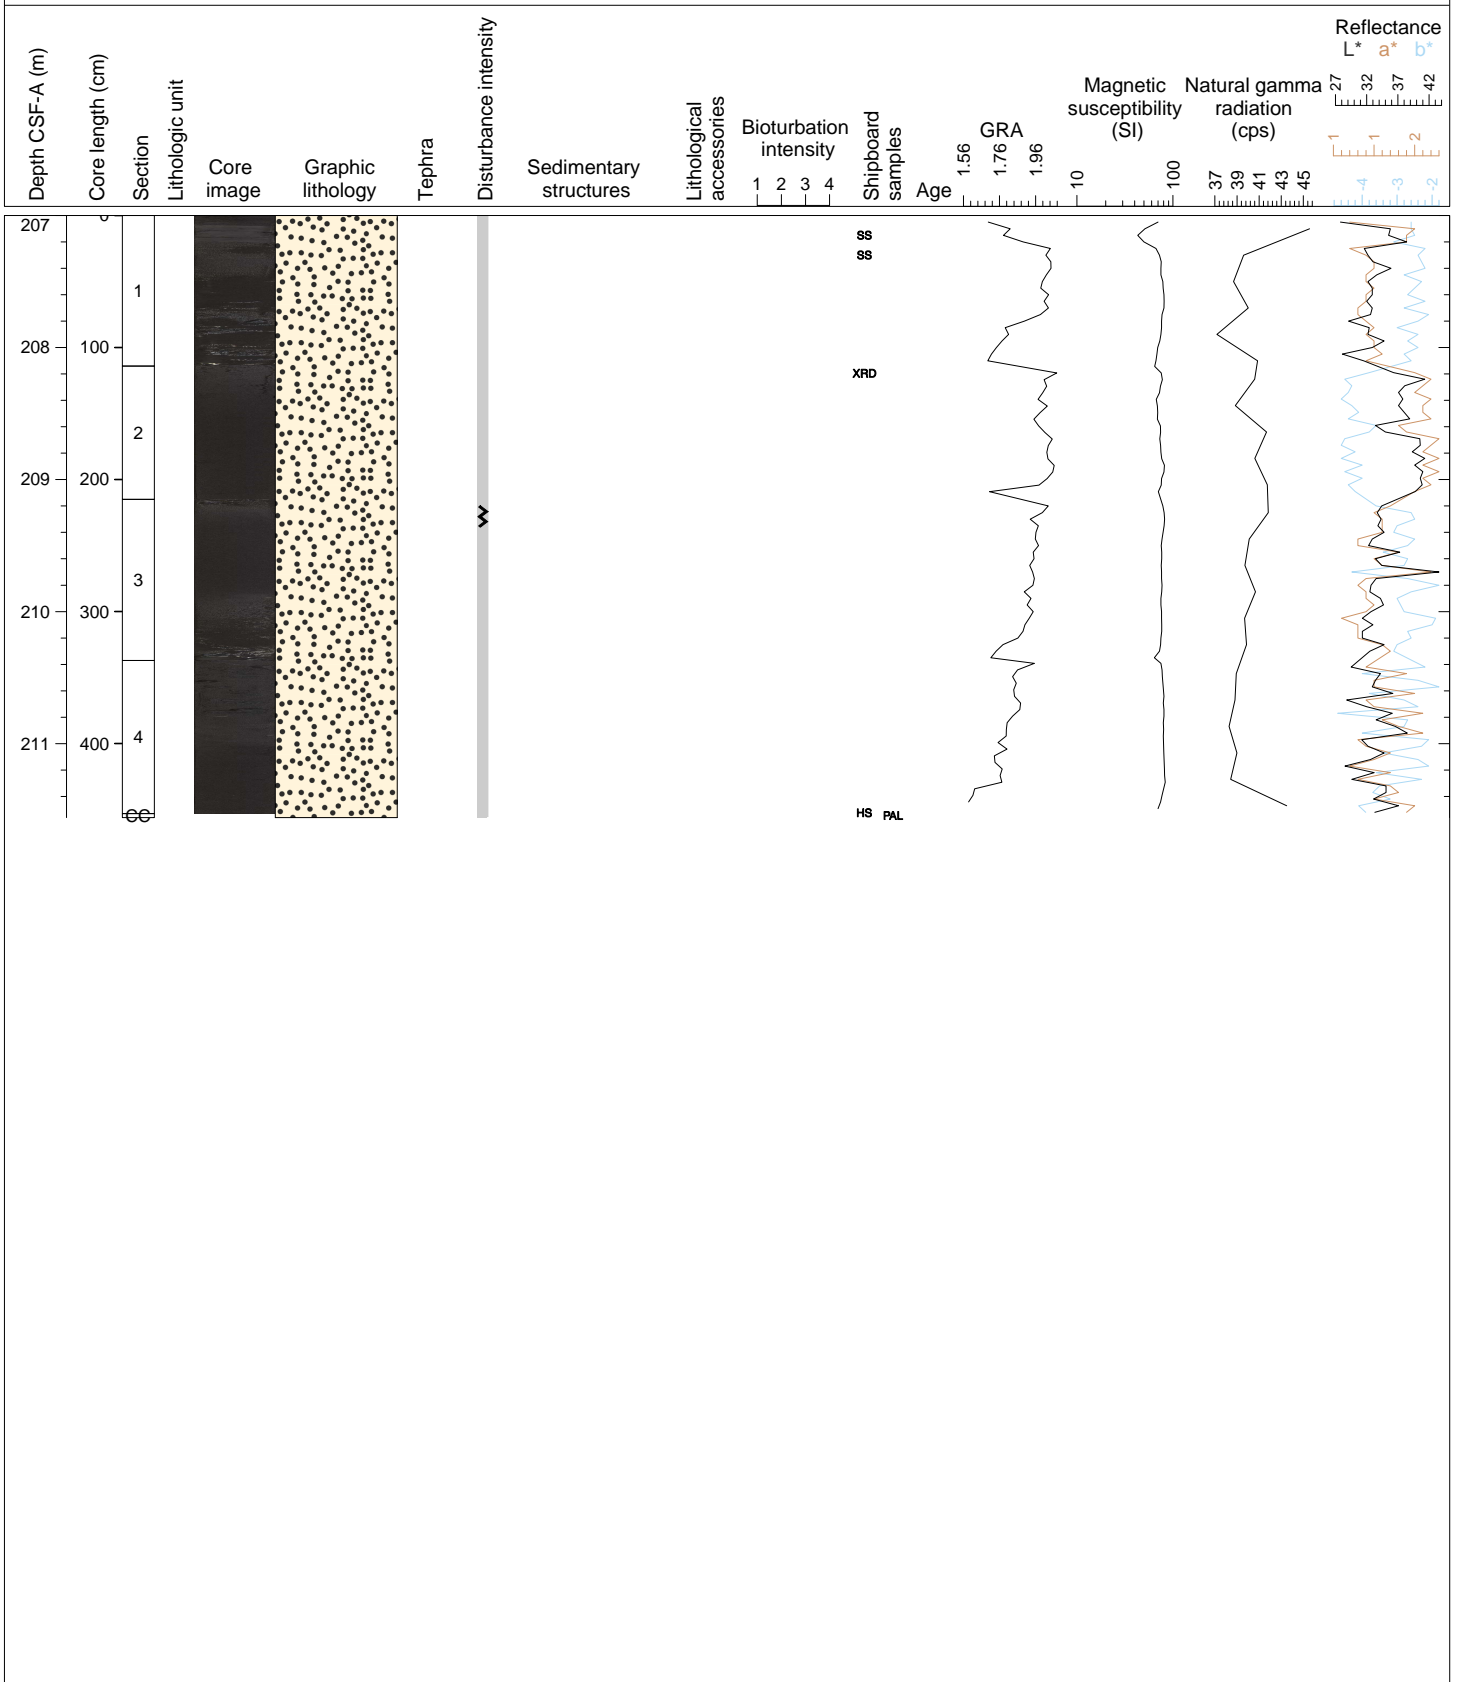 Depth CSF-A (m)
Core length (cm)
Section
Lithologic unit
Core
image
Graphic
lithology
Tephra
Disturbance intensity
Sedimentary
structures
Lithological
accessories
Bioturbation
intensity
1 2 3 4
Shipboard
samples
Age
GRA
1.56 1.76 1.96
Magnetic
susceptibility
(SI)
10 100
Natural gamma
radiation
(cps)
37 39 41 43 45
Reflectance
L* a* b*
27 32 37 42
1 1 2
-4 -3 -2
207
208
209
210
211
0
100
200
300
400
1
2
3
4
CC
SS
SS
XRD
HS PAL